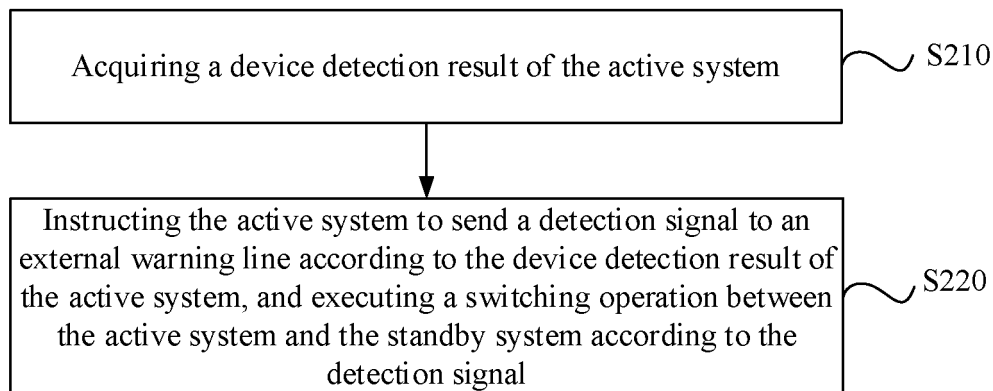 Acquiring a device detection result of the active system
S210
Instructing the active system to send a detection signal to an
external warning line according to the device detection result of
the active system, and executing a switching operation between
the active system and the standby system according to the
detection signal
S220